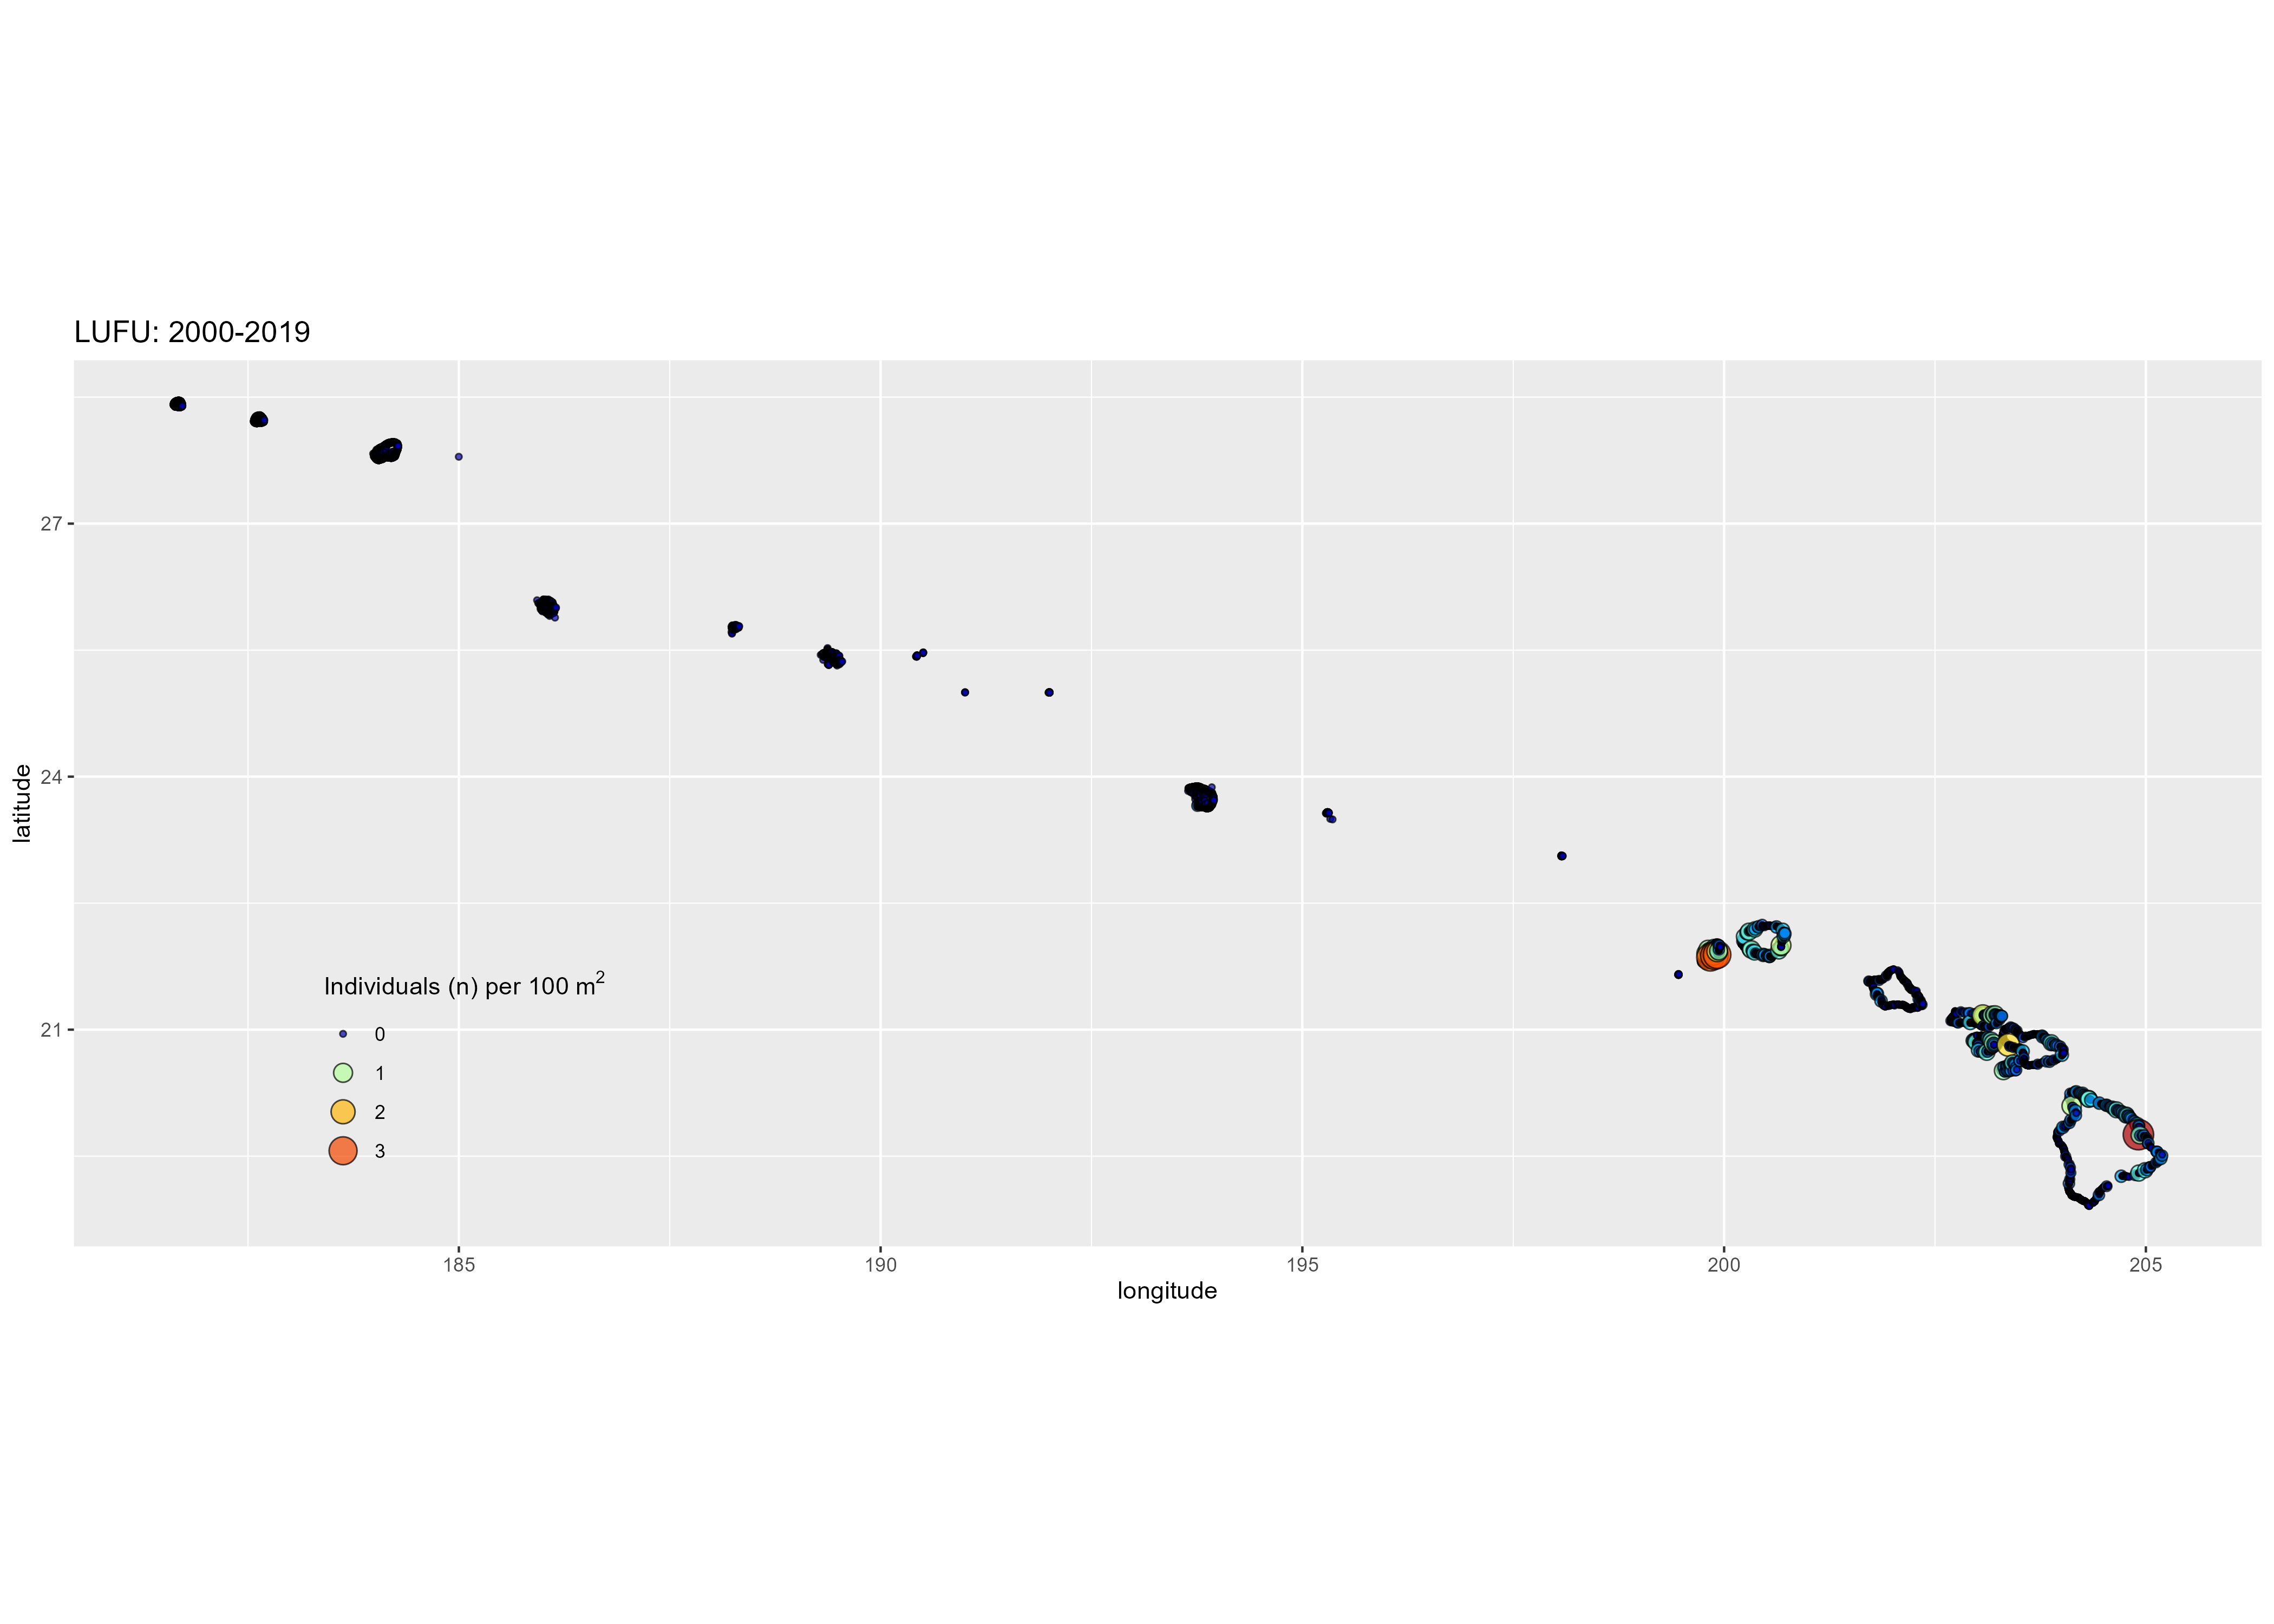 LUFU: 2000-2019
27
24
21
latitude
Individuals (n) per 100 m²
0
1
2
3
185 190 195 200 205
longitude